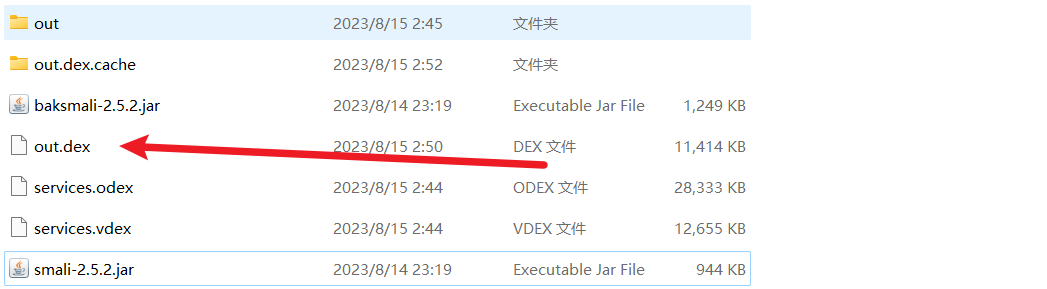 out 2023/8/15 2:45 文件夹
out.dex.cache 2023/8/15 2:52 文件夹
baksmali-2.5.2.jar 2023/8/14 23:19 Executable Jar File 1,249 KB
out.dex 2023/8/15 2:50 DEX 文件 11,414 KB
services.odex 2023/8/15 2:44 ODEX 文件 28,333 KB
services.vdex 2023/8/15 2:44 VDEX 文件 12,655 KB
smali-2.5.2.jar 2023/8/14 23:19 Executable Jar File 944 KB